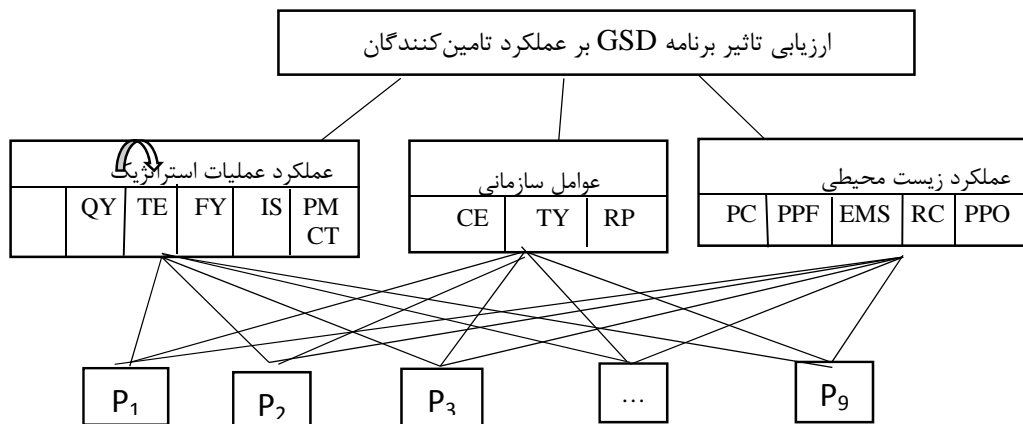 ارزیابی تاثیر برنامه GSD بر عملکرد تامین‌کنندگان
عملکرد زیست محیطی
PC PPF EMS RC PPO
عوامل سازمانی
CE TY RP
عملکرد عملیات استراتژیک
QY TE FY IS PM
CT
P1 P2 P3 ... P9